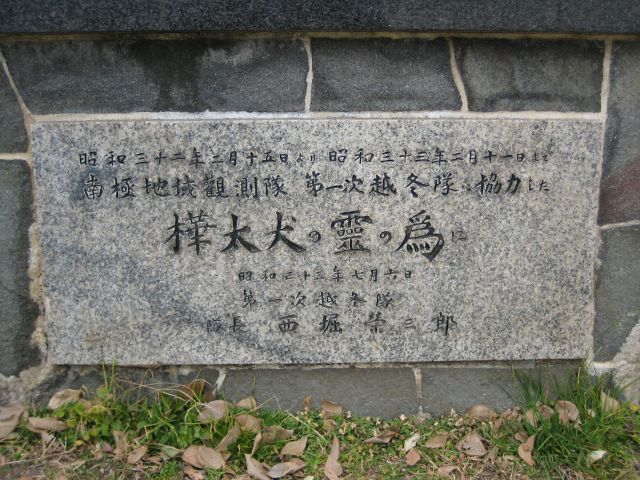 昭和三十二年二月十五日より 昭和三十三年二月十一日まで
南極地域觀測隊 第一次越冬隊に協力した
樺太犬の靈の為に
昭和三十三年七月六日
第一次越冬隊
隊長 西堀栄三郎